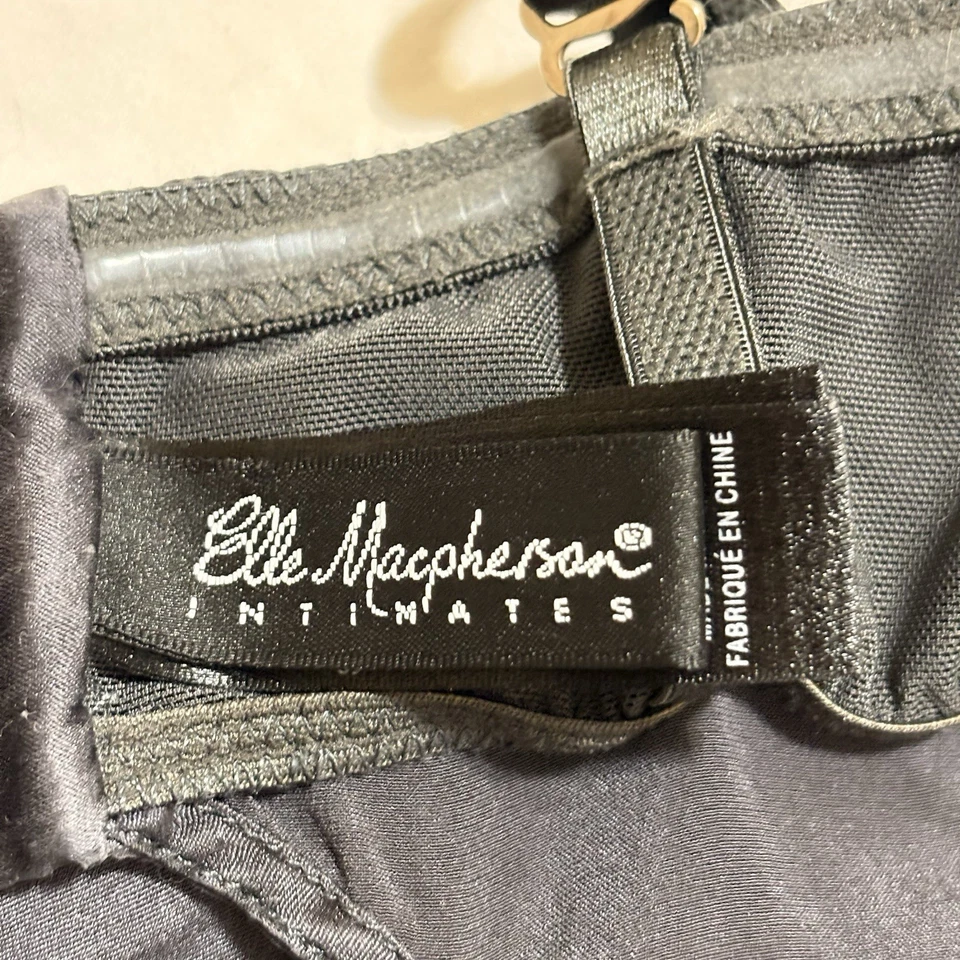 Elle Macpherson®
INTiMATES
FABRIQUÉ EN CHINE